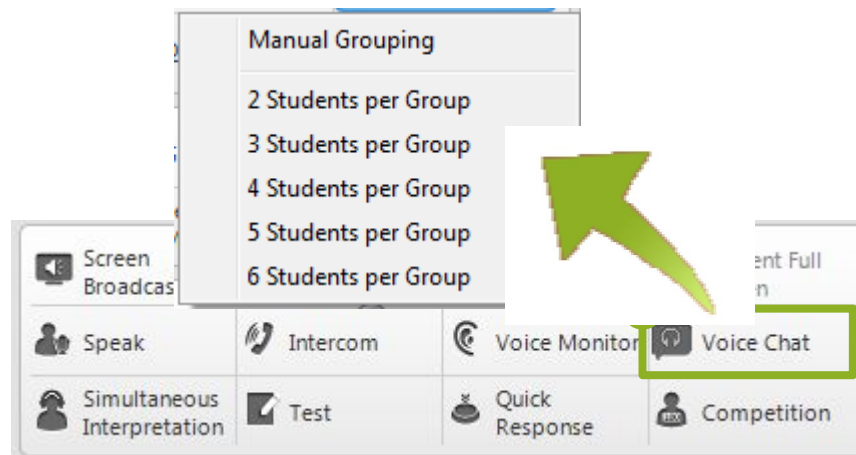 Manual Grouping
2 Students per Group
3 Students per Group
4 Students per Group
5 Students per Group
6 Students per Group
Screen
Full
Speak
Intercom
Voice Monitor
Voice Chat
Simultaneous
Interpretation
Test
Quick
Response
Competition